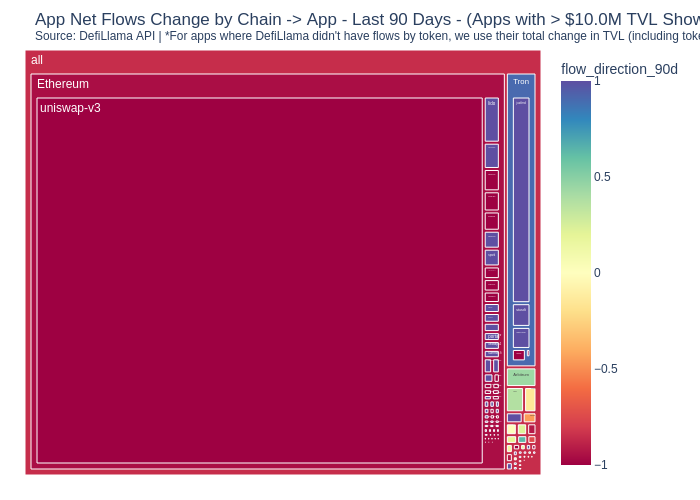 App Net Flows Change by Chain -> App - Last 90 Days - (Apps with > $10.0M TVL Show
Source: DefiLlama API | *For apps where DefiLlama didn't have flows by token, we use their total change in TVL (including toke
all
Ethereum
uniswap-v3
lido
Tron
Arbitrum
flow_direction_90d
1
0.5
0
−0.5
−1